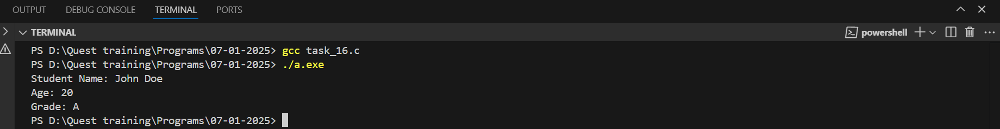 OUTPUT DEBUG CONSOLE TERMINAL PORTS
TERMINAL powershell
PS D:\Quest training\Programs\07-01-2025> gcc task_16.c
PS D:\Quest training\Programs\07-01-2025> ./a.exe
Student Name: John Doe
Age: 20
Grade: A
PS D:\Quest training\Programs\07-01-2025>